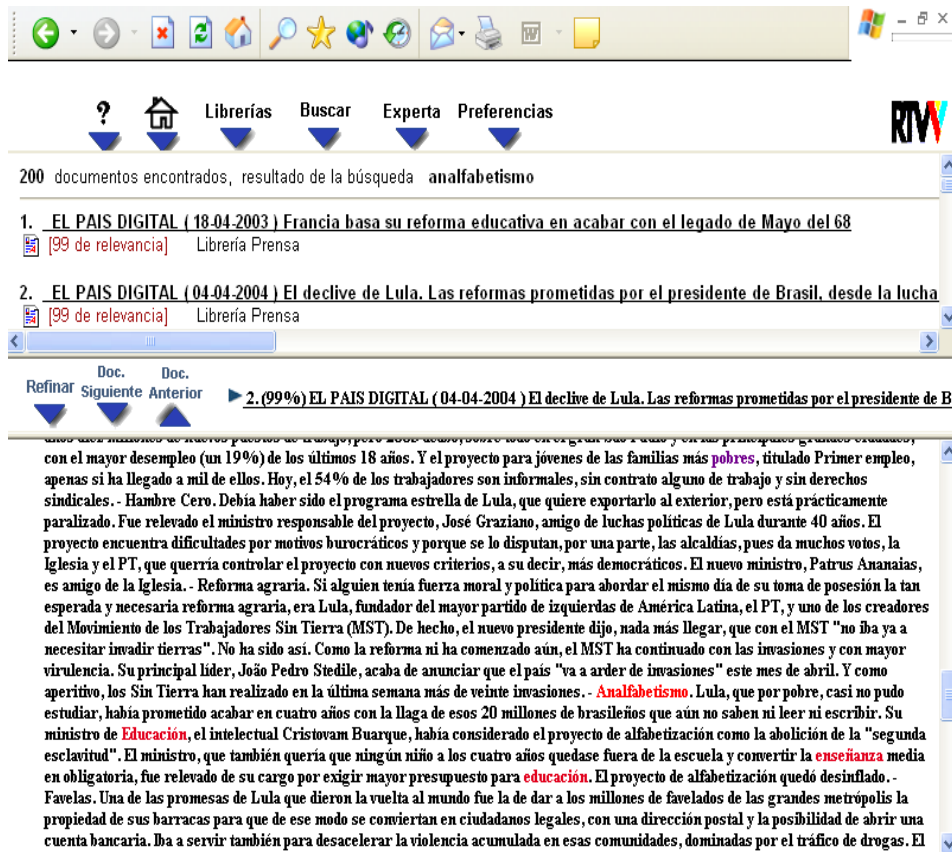 ?
Librerías Buscar Experta Preferencias
RTVV
200 documentos encontrados, resultado de la búsqueda analfabetismo
1. EL PAIS DIGITAL ( 18-04-2003 ) Francia basa su reforma educativa en acabar con el legado de Mayo del 68
[99 de relevancia] Librería Prensa
2. EL PAIS DIGITAL ( 04-04-2004 ) El declive de Lula. Las reformas prometidas por el presidente de Brasil, desde la lucha
[99 de relevancia] Librería Prensa
Refinar Doc. Siguiente Doc. Anterior
2. (99%) EL PAIS DIGITAL ( 04-04-2004 ) El declive de Lula. Las reformas prometidas por el presidente de B
con el mayor desempleo (un 19%) de los últimos 18 años. Y el proyecto para jóvenes de las familias más pobres, titulado Primer empleo,
apenas si ha llegado a mil de ellos. Hoy, el 54% de los trabajadores son informales, sin contrato alguno de trabajo y sin derechos
sindicales. - Hambre Cero. Debía haber sido el programa estrella de Lula, que quiere exportarlo al exterior, pero está prácticamente
paralizado. Fue relevado el ministro responsable del proyecto, José Graziano, amigo de luchas políticas de Lula durante 40 años. El
proyecto encuentra dificultades por motivos burocráticos y porque se lo disputan, por una parte, las alcaldías, pues da muchos votos, la
Iglesia y el PT, que querría controlar el proyecto con nuevos criterios, a su decir, más democráticos. El nuevo ministro, Patrus Ananaias,
es amigo de la Iglesia. - Reforma agraria. Si alguien tenía fuerza moral y política para abordar el mismo día de su toma de posesión la tan
esperada y necesaria reforma agraria, era Lula, fundador del mayor partido de izquierdas de América Latina, el PT, y uno de los creadores
del Movimiento de los Trabajadores Sin Tierra (MST). De hecho, el nuevo presidente dijo, nada más llegar, que con el MST "no iba ya a
necesitar invadir tierras". No ha sido así. Como la reforma ni ha comenzado aún, el MST ha continuado con las invasiones y con mayor
virulencia. Su principal líder, João Pedro Stedile, acaba de anunciar que el país "va a arder de invasiones" este mes de abril. Y como
aperitivo, los Sin Tierra han realizado en la última semana más de veinte invasiones. - Analfabetismo. Lula, que por pobre, casi no pudo
estudiar, había prometido acabar en cuatro años con la llaga de esos 20 millones de brasileños que aún no saben ni leer ni escribir. Su
ministro de Educación, el intelectual Cristovam Buarque, había considerado el proyecto de alfabetización como la abolición de la "segunda
esclavitud". El ministro, que también quería que ningún niño a los cuatro años quedase fuera de la escuela y convertir la enseñanza media
en obligatoria, fue relevado de su cargo por exigir mayor presupuesto para educación. El proyecto de alfabetización quedó desinflado. -
Favelas. Una de las promesas de Lula que dieron la vuelta al mundo fue la de dar a los millones de favelados de las grandes metrópolis la
propiedad de sus barracas para que de ese modo se conviertan en ciudadanos legales, con una dirección postal y la posibilidad de abrir una
cuenta bancaria. Iba a servir también para desacelerar la violencia acumulada en esas comunidades, dominadas por el tráfico de drogas. El